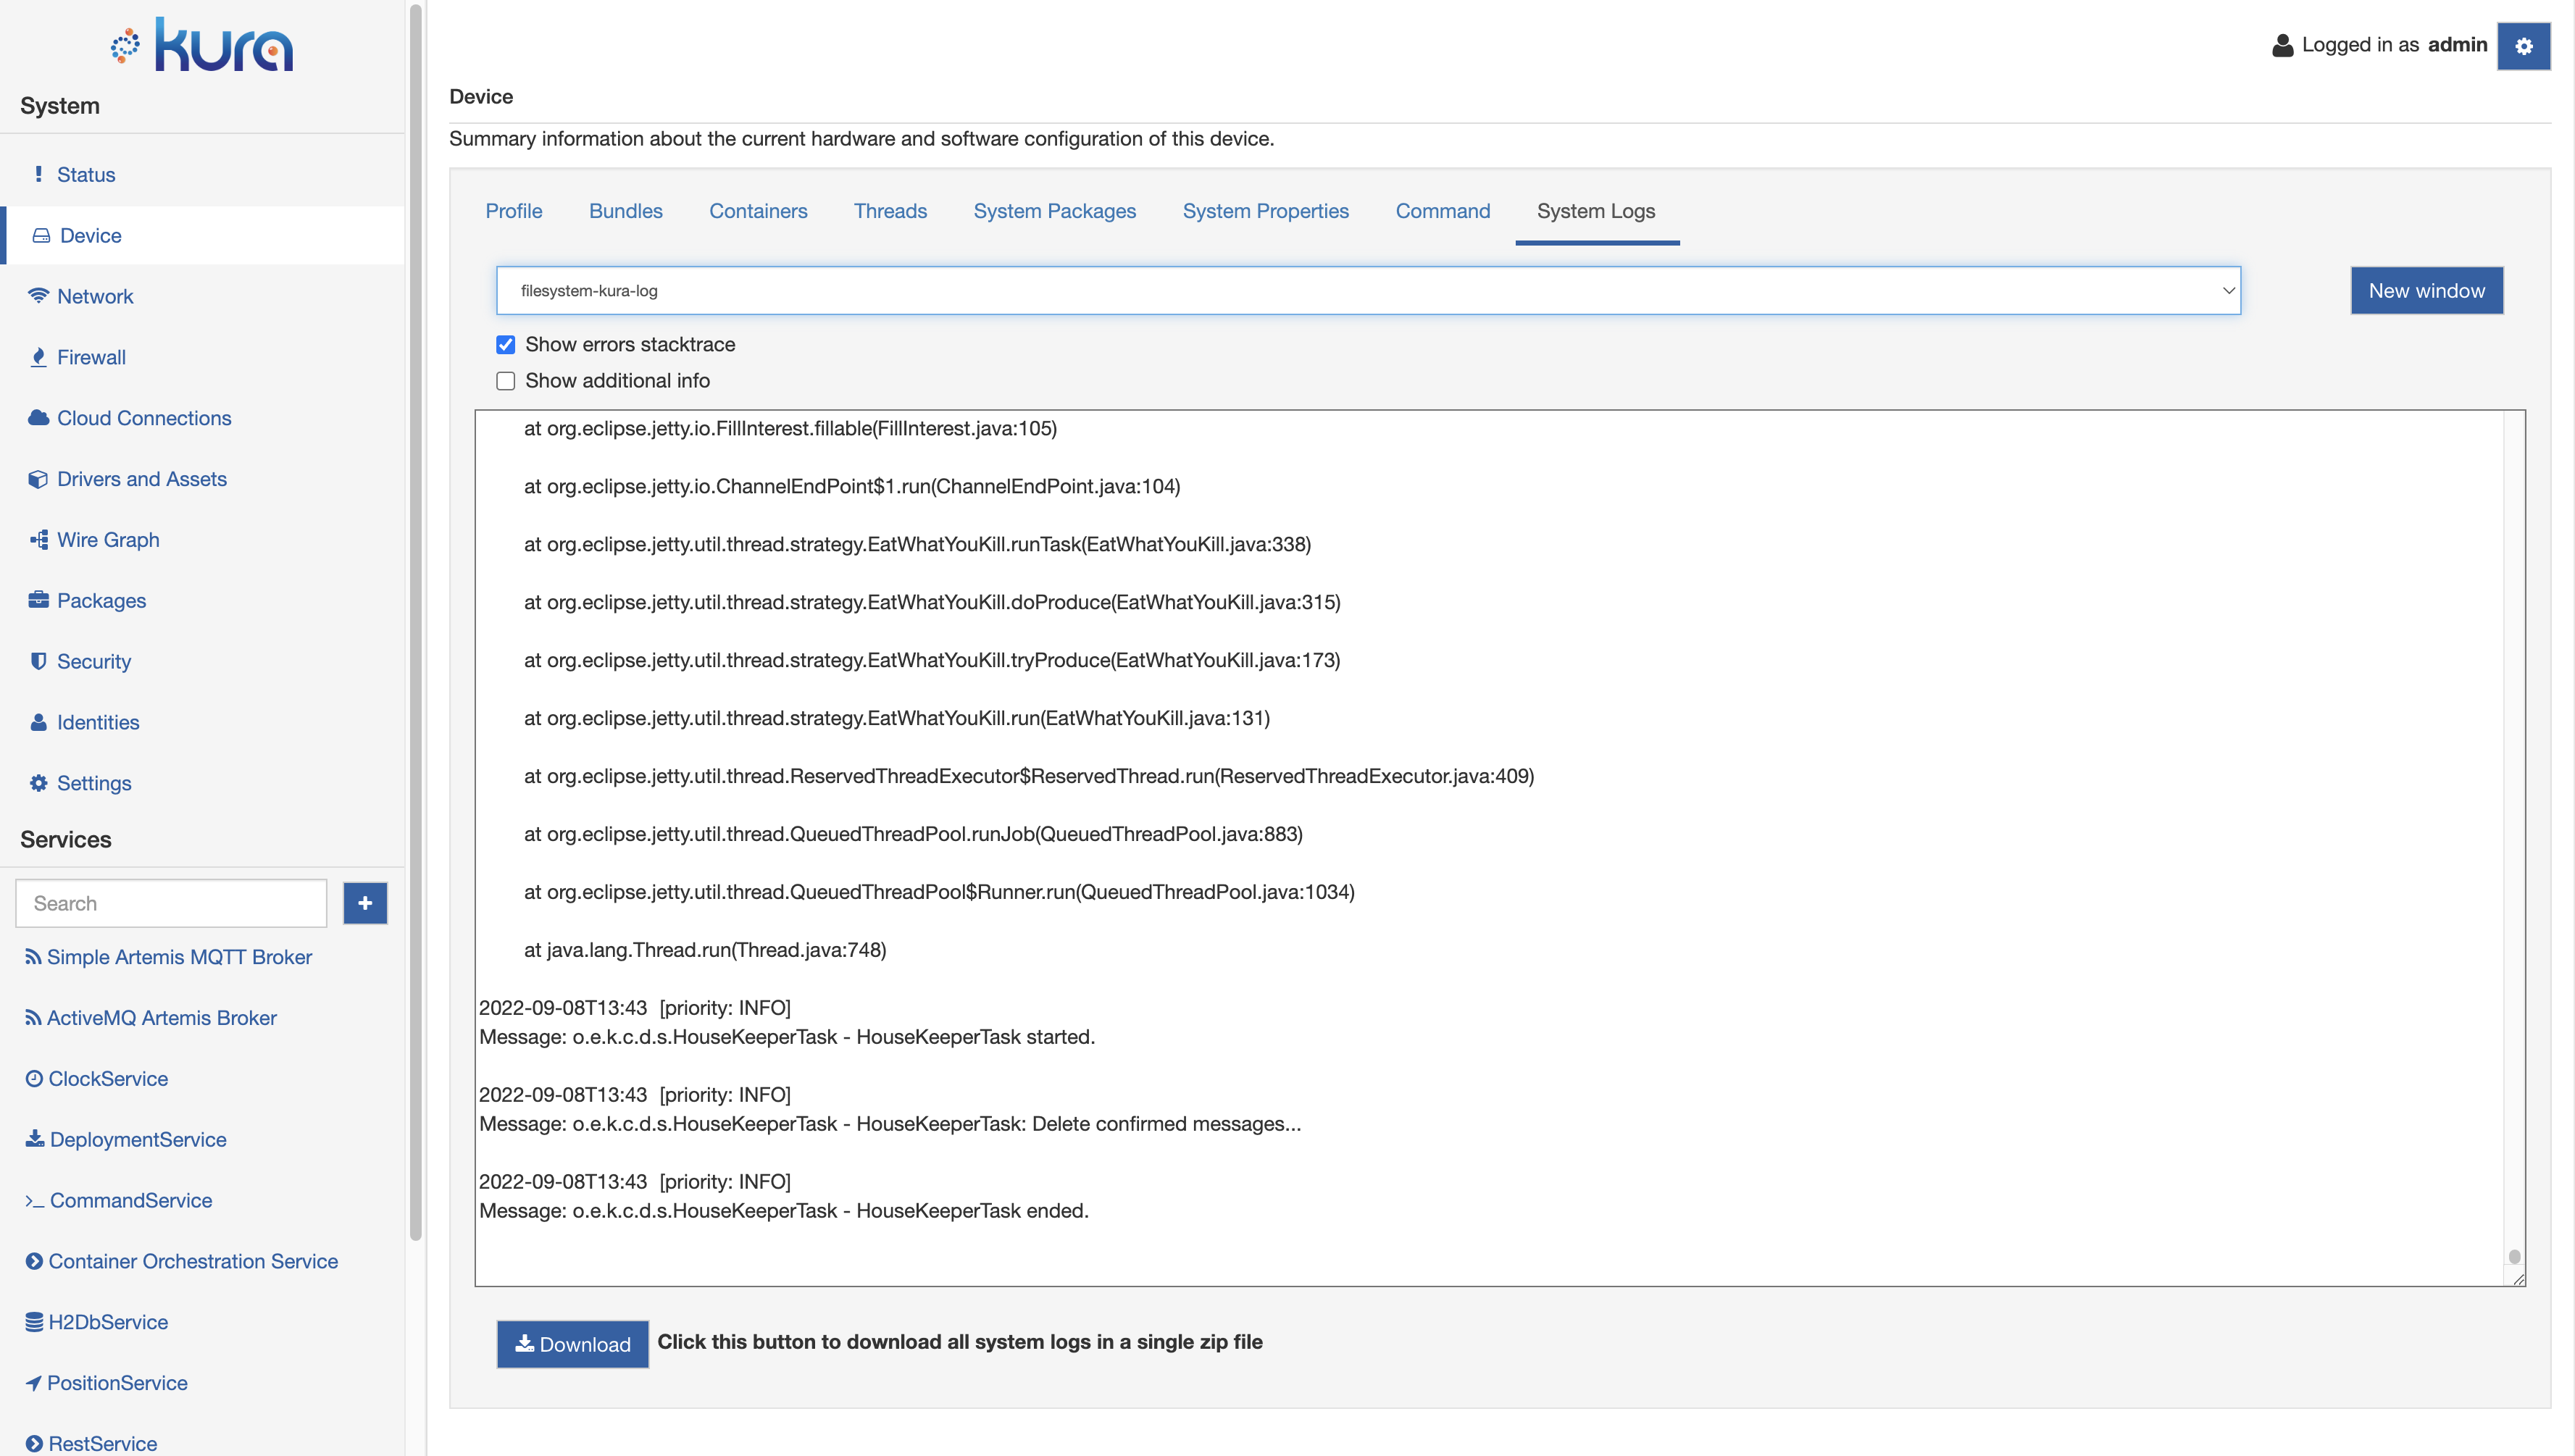 kura
System
Status
Device
Network
Firewall
Cloud Connections
Drivers and Assets
Wire Graph
Packages
Security
Identities
Settings
Services
Search
Simple Artemis MQTT Broker
ActiveMQ Artemis Broker
ClockService
DeploymentService
CommandService
Container Orchestration Service
H2DbService
PositionService
RestService
Logged in as admin
Device
Summary information about the current hardware and software configuration of this device.
Profile Bundles Containers Threads System Packages System Properties Command System Logs
filesystem-kura-log
New window
Show errors stacktrace
Show additional info
at org.eclipse.jetty.io.FillInterest.fillable(FillInterest.java:105)
at org.eclipse.jetty.io.ChannelEndPoint$1.run(ChannelEndPoint.java:104)
at org.eclipse.jetty.util.thread.strategy.EatWhatYouKill.runTask(EatWhatYouKill.java:338)
at org.eclipse.jetty.util.thread.strategy.EatWhatYouKill.doProduce(EatWhatYouKill.java:315)
at org.eclipse.jetty.util.thread.strategy.EatWhatYouKill.tryProduce(EatWhatYouKill.java:173)
at org.eclipse.jetty.util.thread.strategy.EatWhatYouKill.run(EatWhatYouKill.java:131)
at org.eclipse.jetty.util.thread.ReservedThreadExecutor$ReservedThread.run(ReservedThreadExecutor.java:409)
at org.eclipse.jetty.util.thread.QueuedThreadPool.runJob(QueuedThreadPool.java:883)
at org.eclipse.jetty.util.thread.QueuedThreadPool$Runner.run(QueuedThreadPool.java:1034)
at java.lang.Thread.run(Thread.java:748)
2022-09-08T13:43 [priority: INFO]
Message: o.e.k.c.d.s.HouseKeeperTask - HouseKeeperTask started.
2022-09-08T13:43 [priority: INFO]
Message: o.e.k.c.d.s.HouseKeeperTask - HouseKeeperTask: Delete confirmed messages...
2022-09-08T13:43 [priority: INFO]
Message: o.e.k.c.d.s.HouseKeeperTask - HouseKeeperTask ended.
Download Click this button to download all system logs in a single zip file